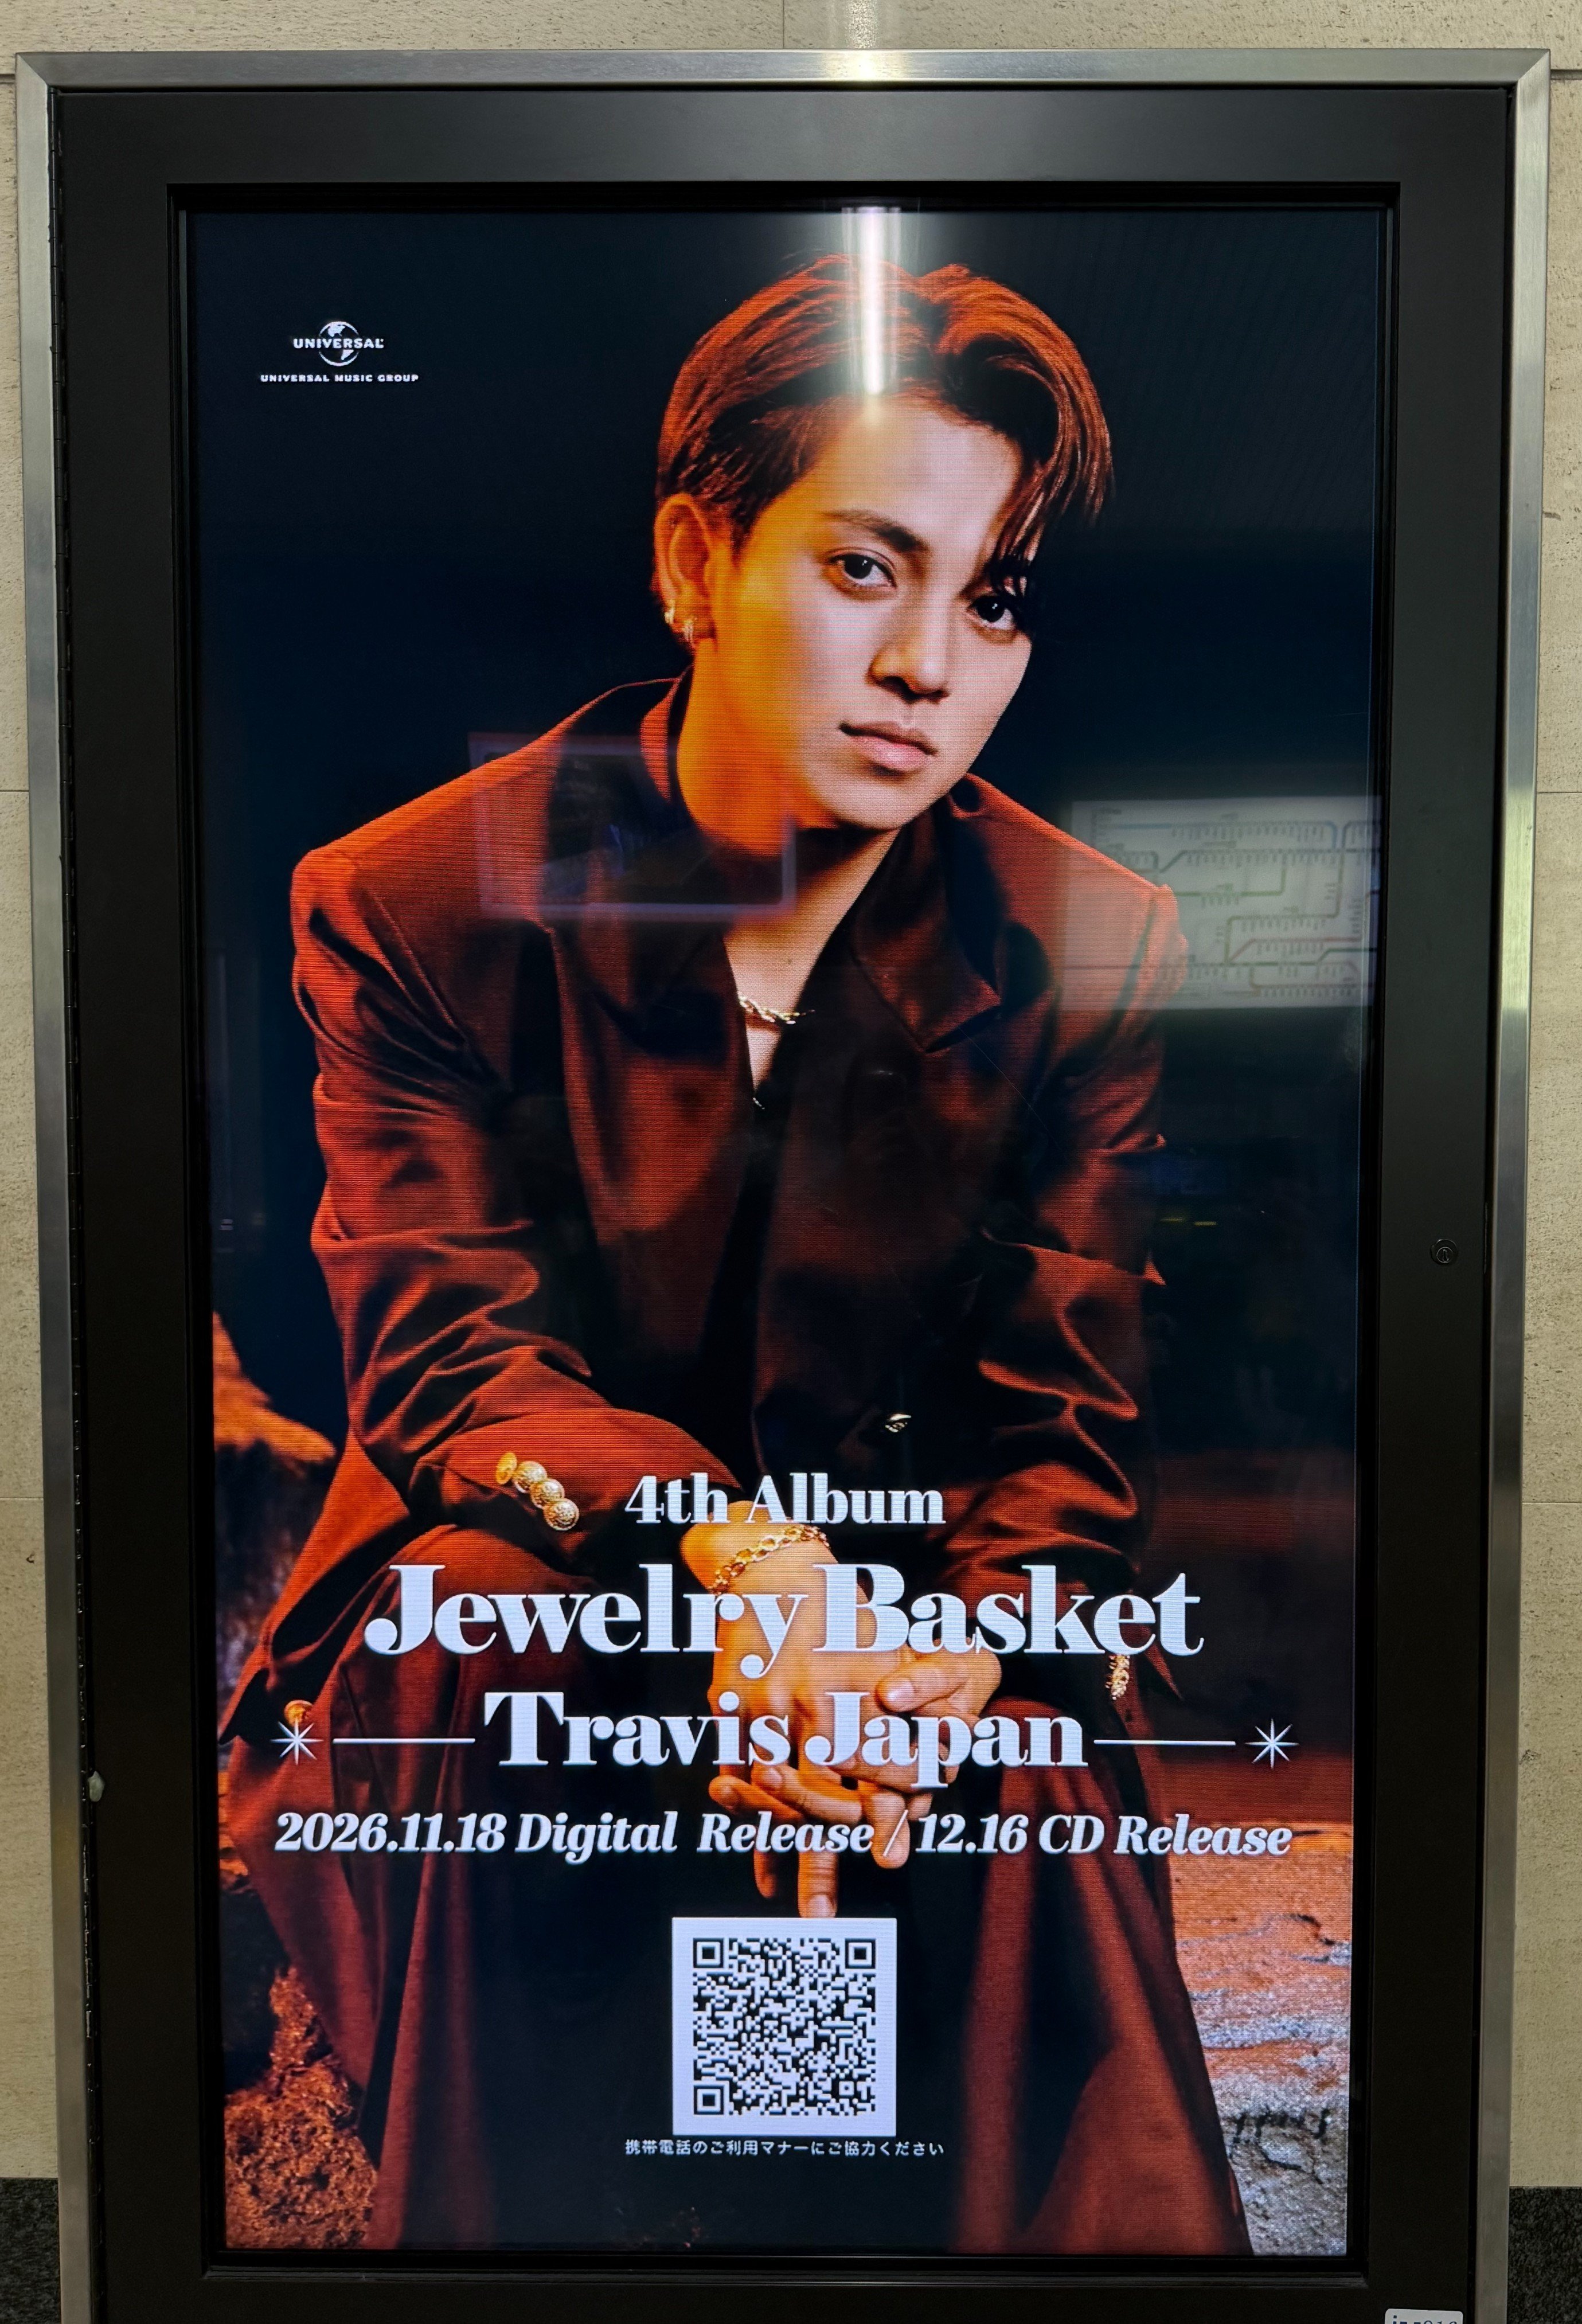 UNIVERSAL
UNIVERSAL MUSIC GROUP
4th Album
Jewelry Basket
Travis Japan
2026.11.18 Digital Release / 12.16 CD Release
携帯電話のご利用マナーにご協力ください